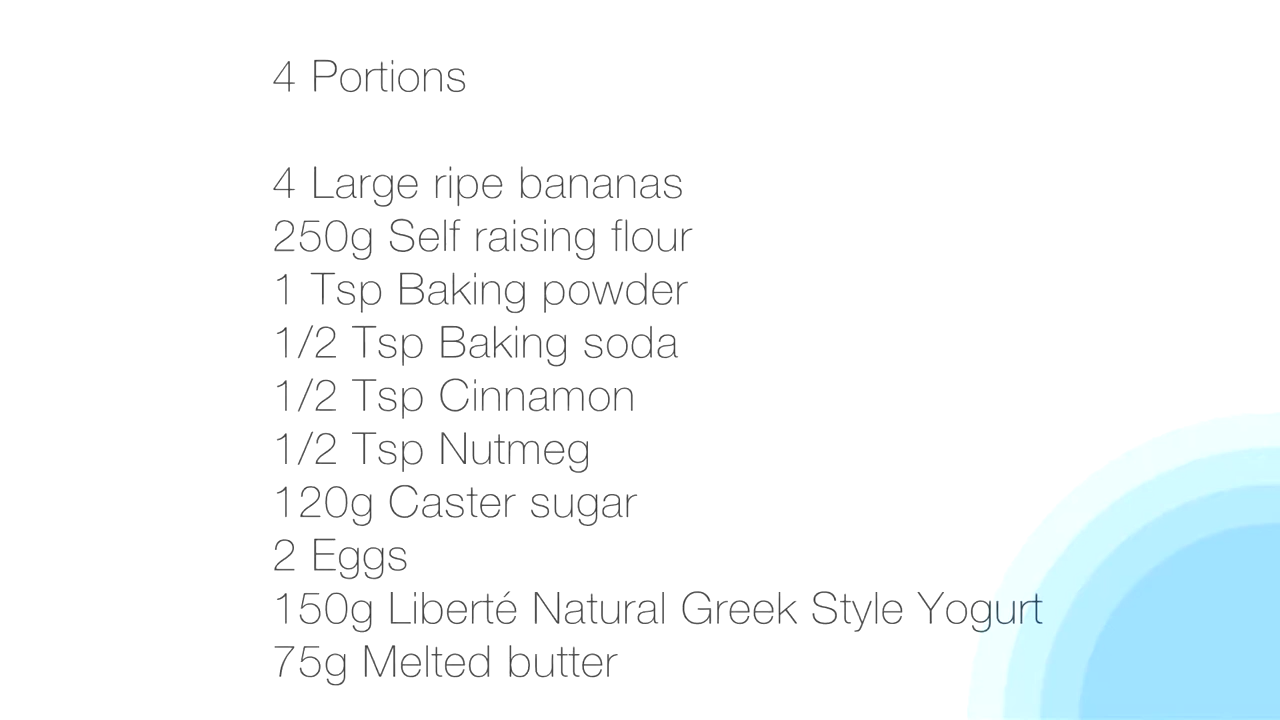 4 Portions
4 Large ripe bananas
250g Self raising flour
1 Tsp Baking powder
1/2 Tsp Baking soda
1/2 Tsp Cinnamon
1/2 Tsp Nutmeg
120g Caster sugar
2 Eggs
150g Liberté Natural Greek Style Yogurt
75g Melted butter